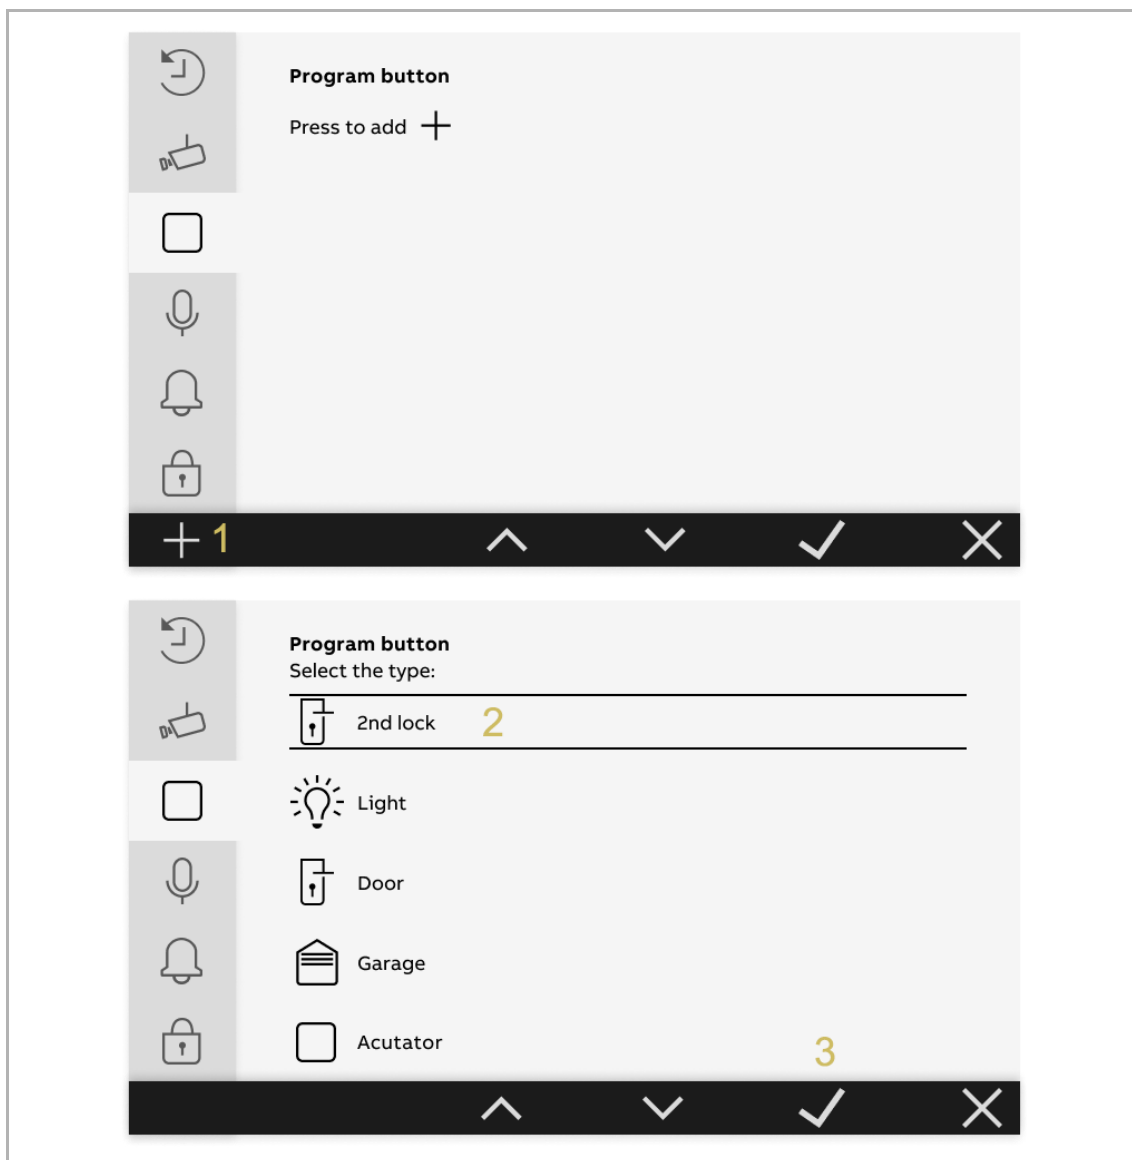 Program button
Press to add
1
Program button
Select the type:
2nd lock 2
Light
Door
Garage
Acutator
3